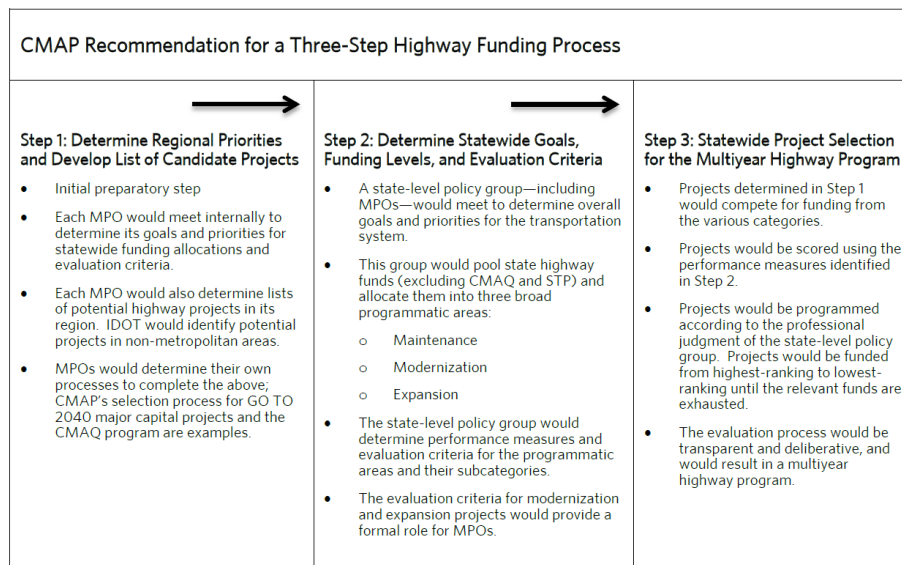 CMAP Recommendation for a Three-Step Highway Funding Process
Step 1: Determine Regional Priorities
and Develop List of Candidate Projects
• Initial preparatory step
• Each MPO would meet internally to
determine its goals and priorities for
statewide funding allocations and
evaluation criteria.
• Each MPO would also determine lists
of potential highway projects in its
region. IDOT would identify potential
projects in non-metropolitan areas.
• MPOs would determine their own
processes to complete the above;
CMAP's selection process for GO TO
2040 major capital projects and the
CMAQ program are examples.
Step 2: Determine Statewide Goals,
Funding Levels, and Evaluation Criteria
• A state-level policy group—including
MPOs—would meet to determine overall
goals and priorities for the transportation
system.
• This group would pool state highway
funds (excluding CMAQ and STP) and
allocate them into three broad
programmatic areas:
o Maintenance
o Modernization
o Expansion
• The state-level policy group would
determine performance measures and
evaluation criteria for the programmatic
areas and their subcategories.
• The evaluation criteria for modernization
and expansion projects would provide a
formal role for MPOs.
Step 3: Statewide Project Selection
for the Multiyear Highway Program
• Projects determined in Step 1
would compete for funding from
the various categories.
• Projects would be scored using the
performance measures identified
in Step 2.
• Projects would be programmed
according to the professional
judgment of the state-level policy
group. Projects would be funded
from highest-ranking to lowest-
ranking until the relevant funds are
exhausted.
• The evaluation process would be
transparent and deliberative, and
would result in a multiyear
highway program.